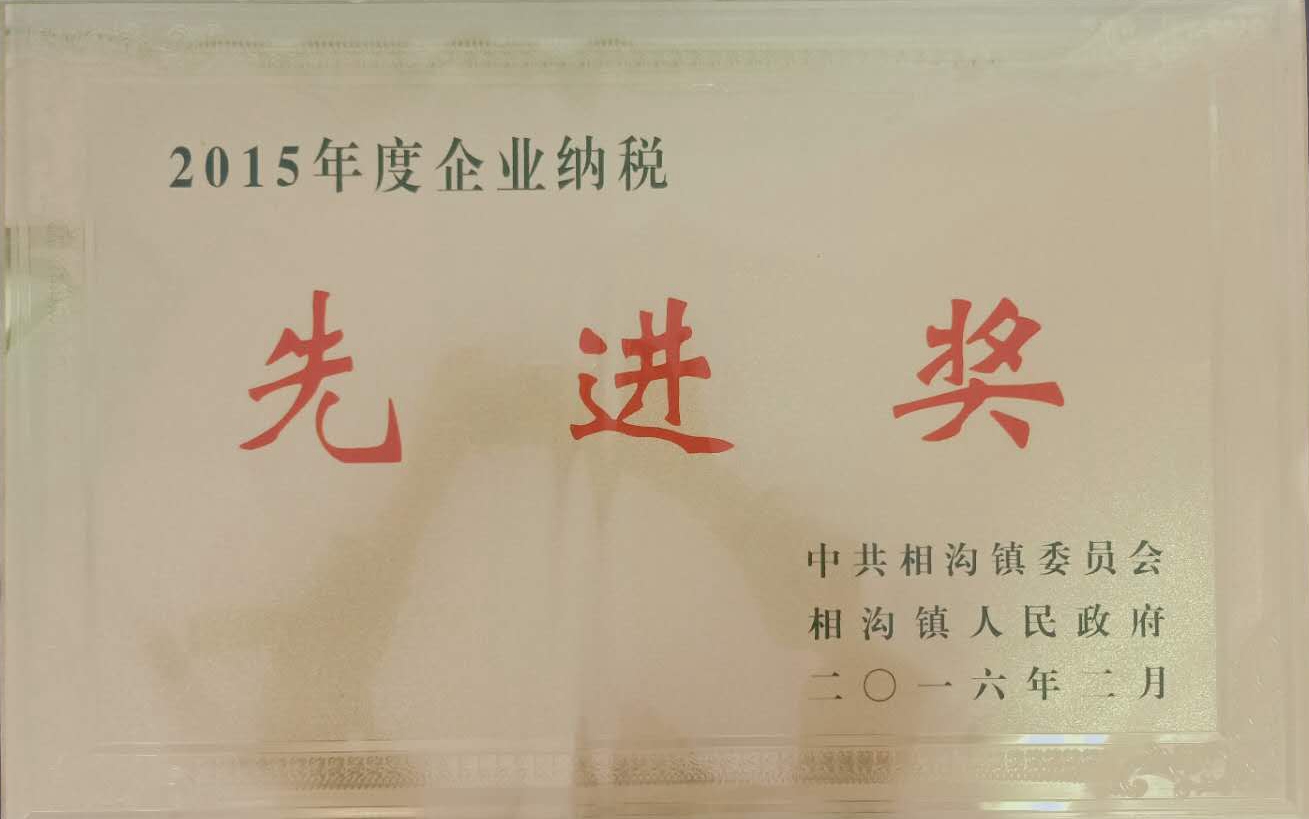 2015年度企业纳税
先进奖
中共相沟镇委员会
相沟镇人民政府
二〇一六年二月